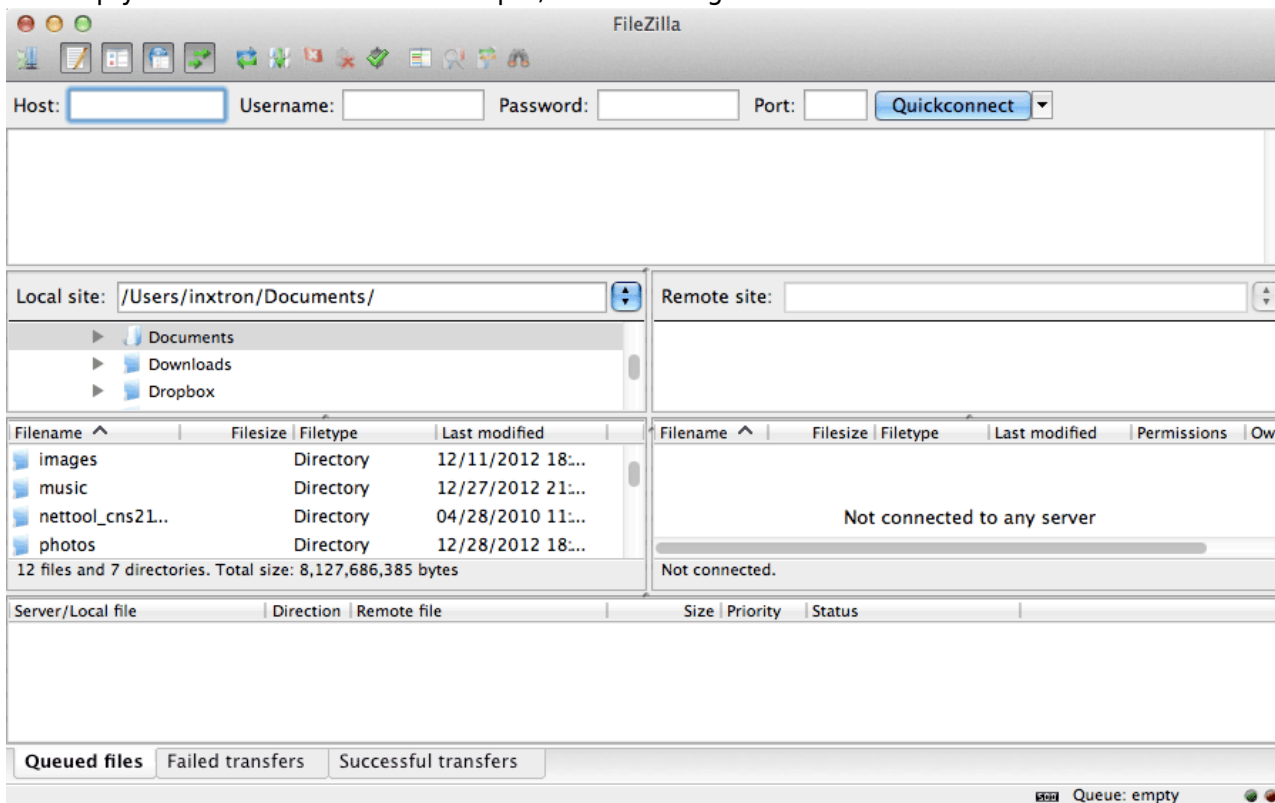 FileZilla
Host: Username: Password: Port: Quickconnect
Local site: /Users/inxtron/Documents/ Remote site:
Documents
Downloads
Dropbox
Filename Filesize Filetype Last modified Filename Filesize Filetype Last modified Permissions Ow
images Directory 12/11/2012 18:...
music Directory 12/27/2012 21:...
nettool_cns21... Directory 04/28/2010 11:...
Not connected to any server
photos Directory 12/28/2012 18:...
12 files and 7 directories. Total size: 8,127,686,385 bytes Not connected.
Server/Local file Direction Remote file Size Priority Status
Queued files Failed transfers Successful transfers
Queue: empty